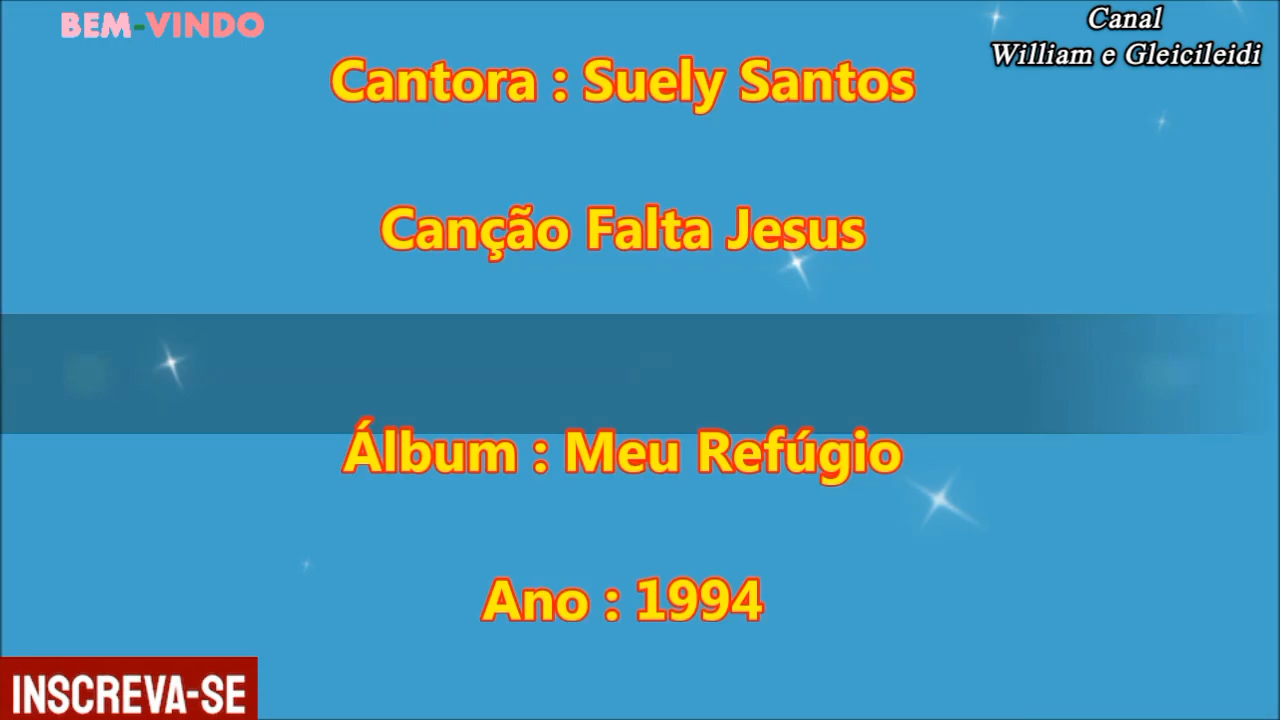 BEM-VINDO
Canal
William e Gleicileidi
Cantora : Suely Santos
Canção Falta Jesus
Álbum : Meu Refúgio
Ano : 1994
INSCREVA-SE